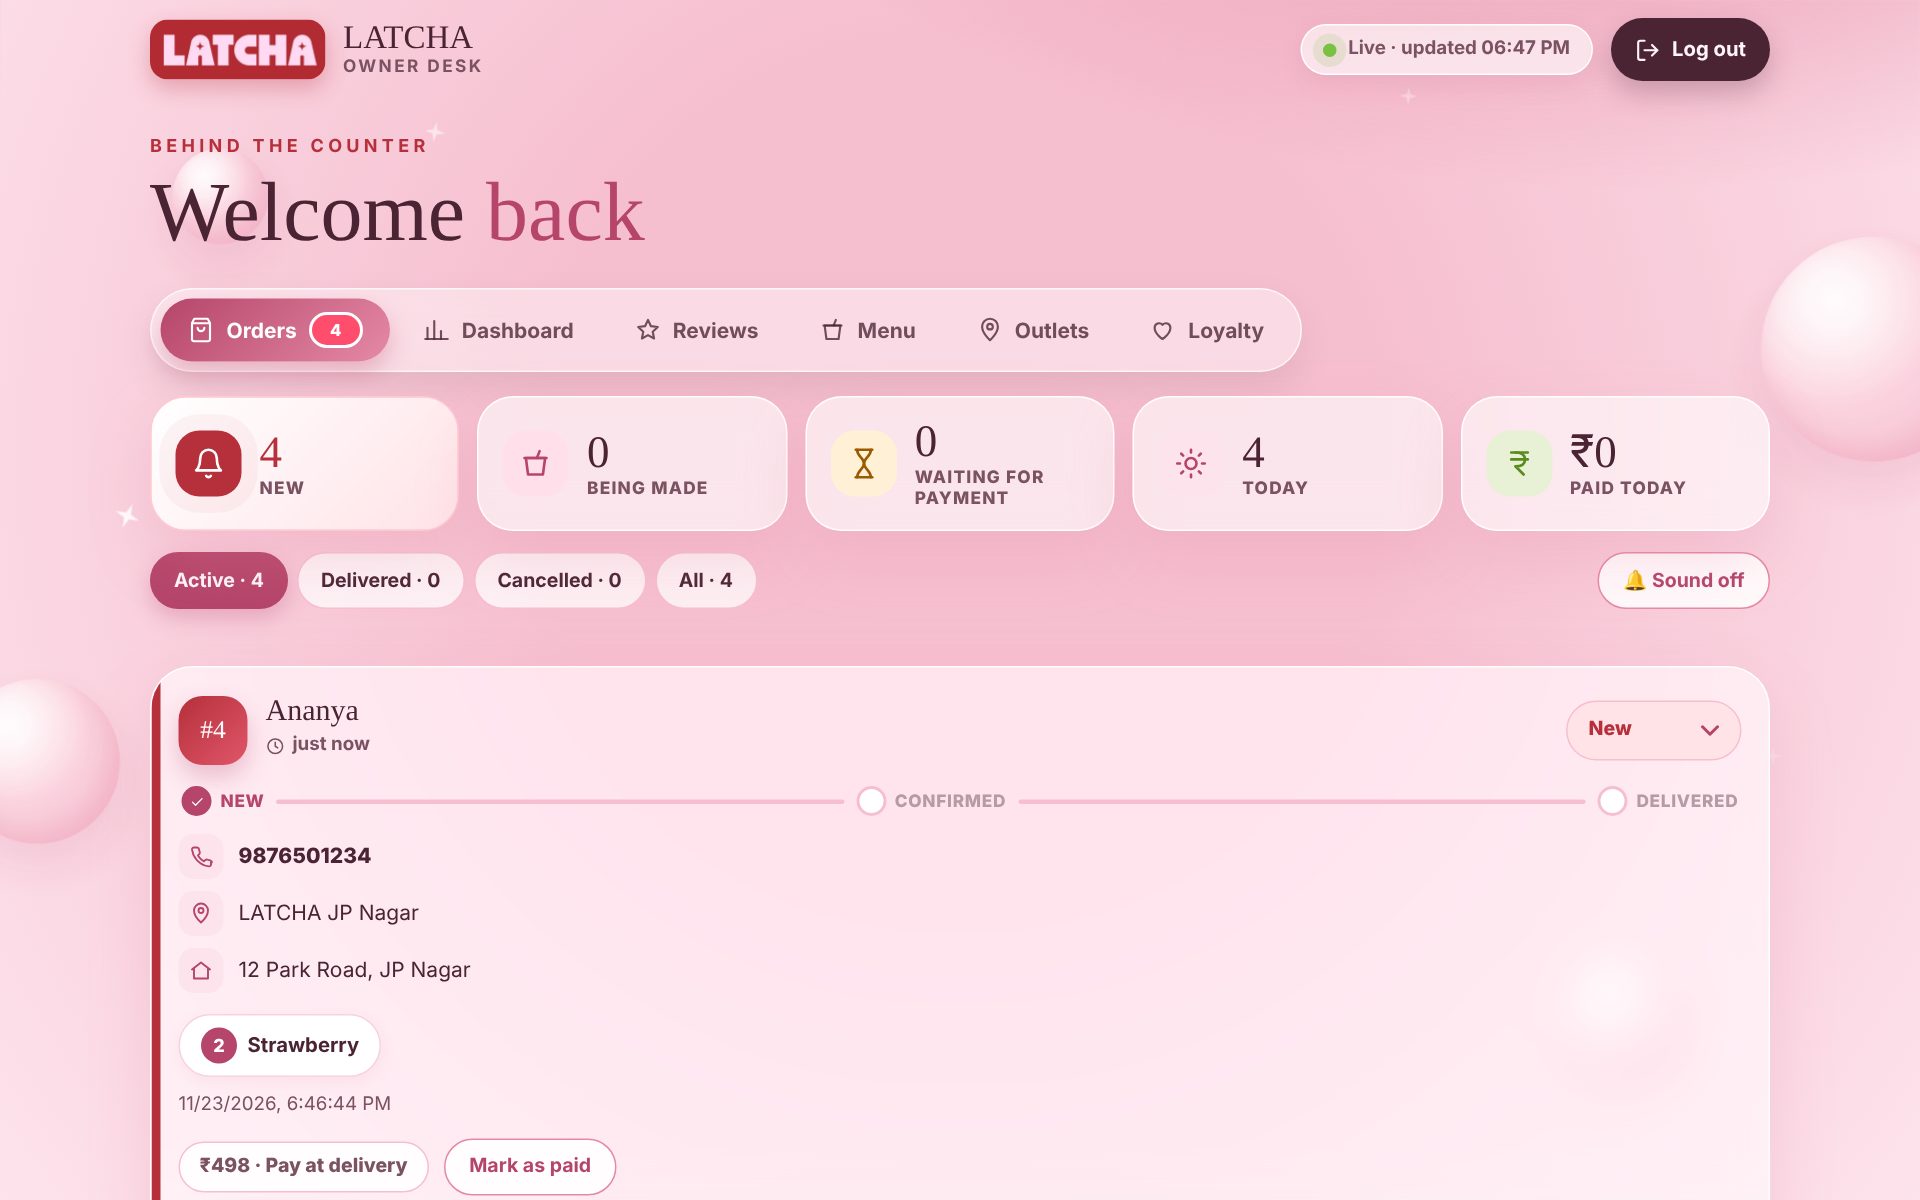 LATCHA
LATCHA
OWNER DESK
Live · updated 06:47 PM
Log out
BEHIND THE COUNTER
Welcome back
Orders 4
Dashboard
Reviews
Menu
Outlets
Loyalty
4
NEW
0
BEING MADE
0
WAITING FOR
PAYMENT
4
TODAY
₹0
PAID TODAY
Active · 4
Delivered · 0
Cancelled · 0
All · 4
🔔 Sound off
#4
Ananya
just now
New
NEW
CONFIRMED
DELIVERED
9876501234
LATCHA JP Nagar
12 Park Road, JP Nagar
2 Strawberry
11/23/2026, 6:46:44 PM
₹498 · Pay at delivery
Mark as paid